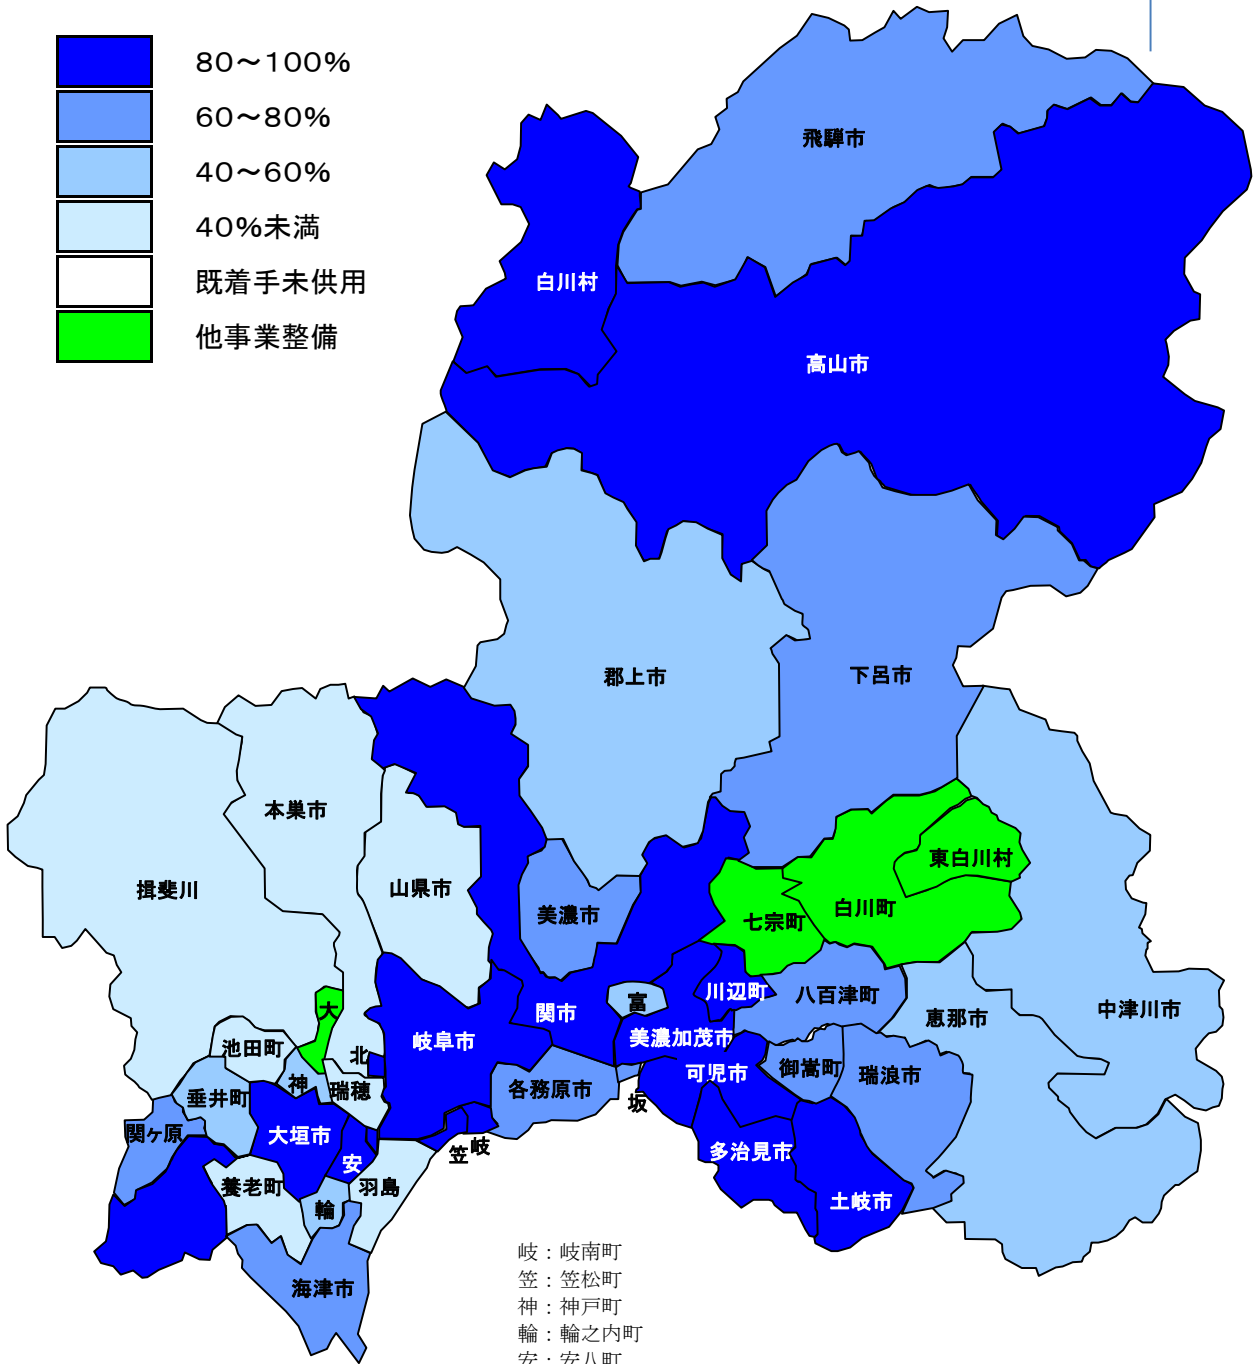 80～100%
60～80%
40～60%
40%未満
既着手未供用
他事業整備
飛騨市
白川村
高山市
郡上市
下呂市
本巣市
揖斐川
山県市
美濃市
東白川村
白川町
七宗町
川辺町
八百津町
富
関市
美濃加茂市
恵那市
中津川市
大
池田町
北
岐阜市
神
瑞穂
垂井町
各務原市
坂
可児市
御嵩町
瑞浪市
関ヶ原
大垣市
安
笠
岐
多治見市
養老町
羽島
輪
土岐市
海津市
岐：岐南町
笠：笠松町
神：神戸町
輪：輪之内町
安：安八町